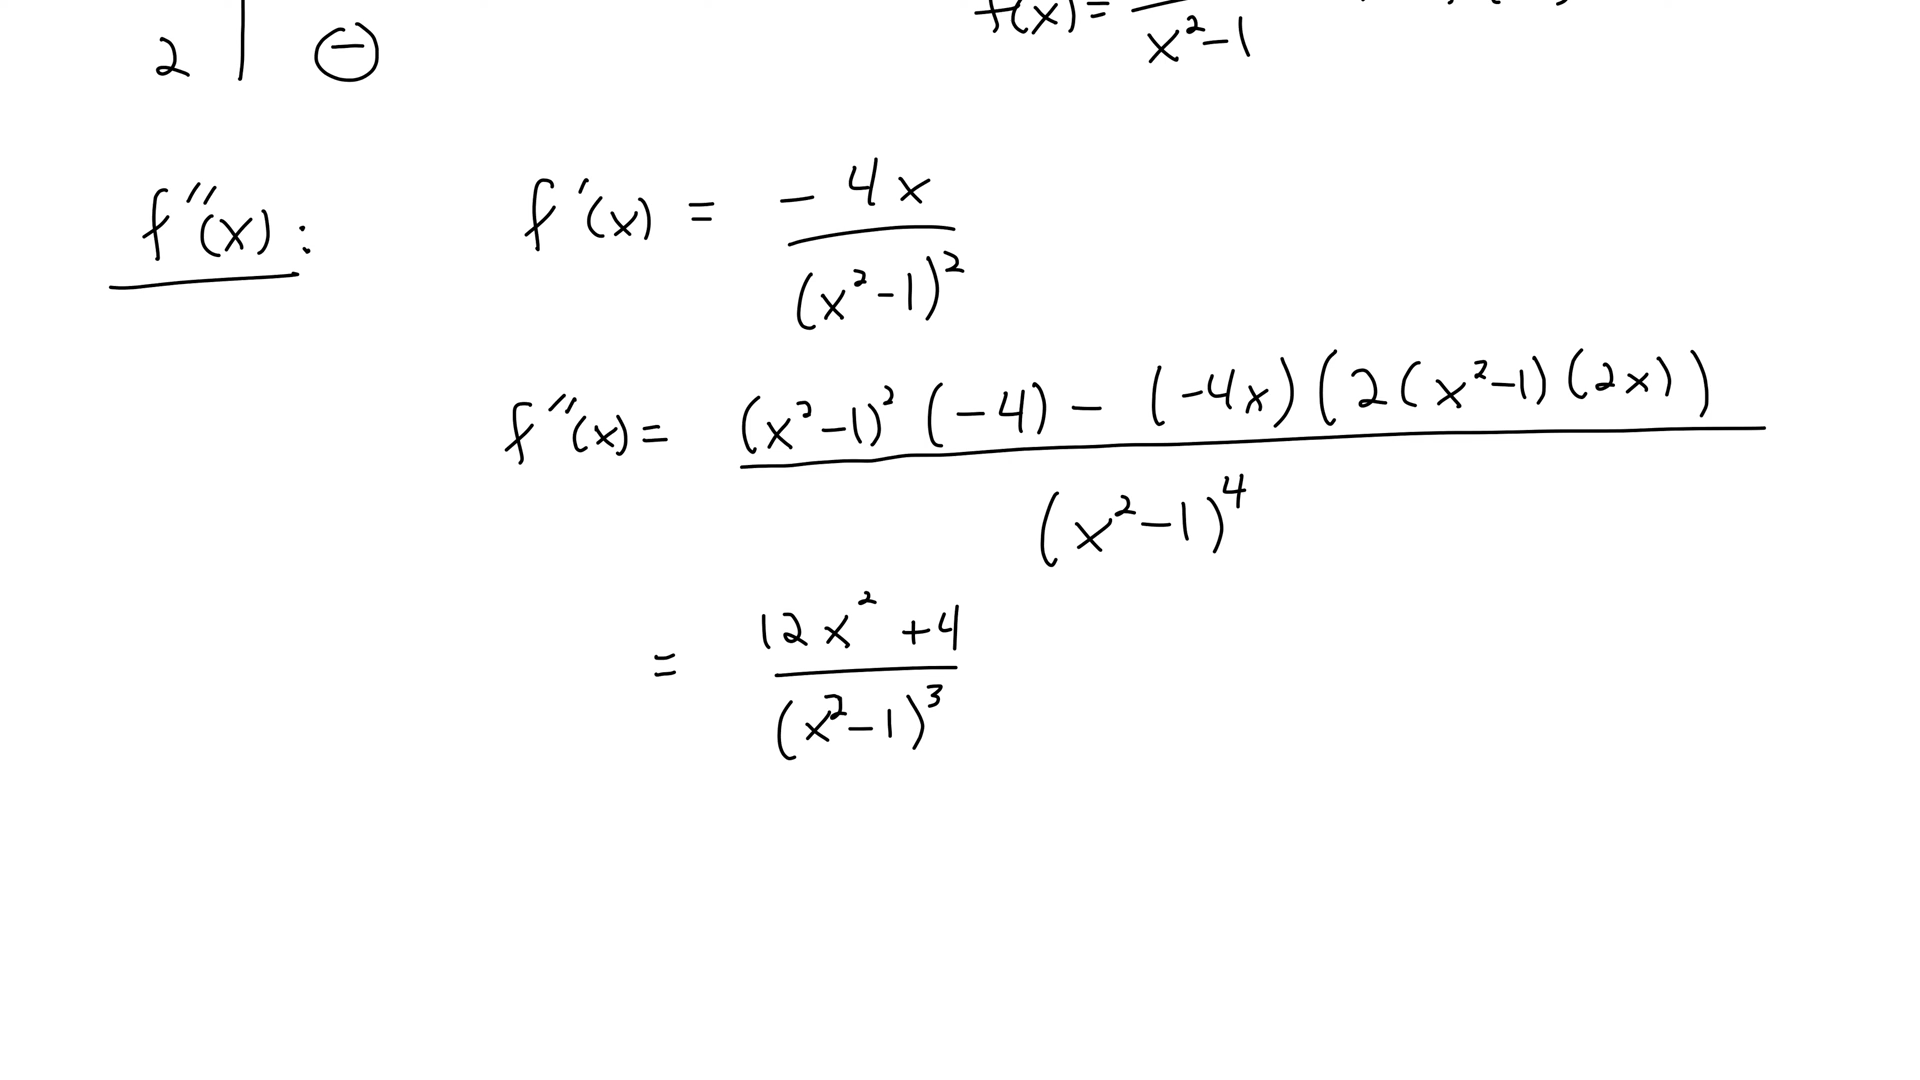 2 | ⊖
f(x) = —/(x²-1)
f''(x): f'(x) = -4x/(x²-1)²
f''(x) = ((x²-1)²(-4) - (-4x)(2(x²-1)(2x)))/(x²-1)⁴
= (12x²+4)/(x²-1)³